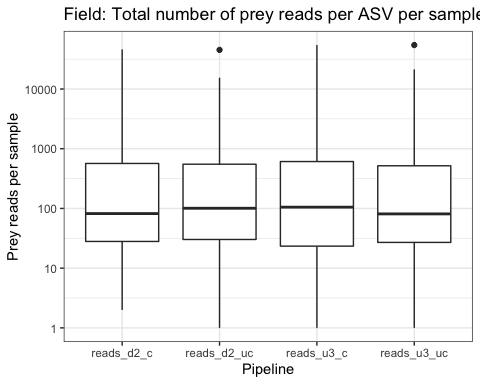 Field: Total number of prey reads per ASV per sample
Prey reads per sample
10000
1000
100
10
1
reads_d2_c reads_d2_uc reads_u3_c reads_u3_uc
Pipeline